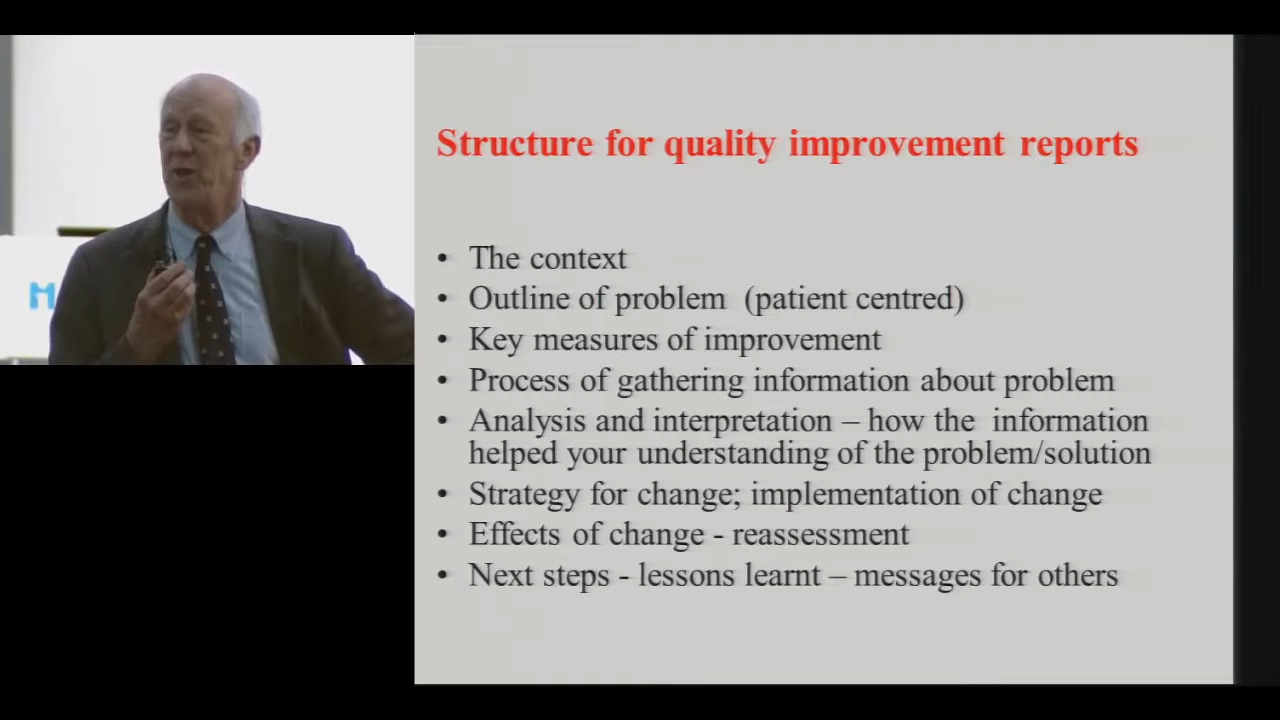 Structure for quality improvement reports
• The context
• Outline of problem (patient centred)
• Key measures of improvement
• Process of gathering information about problem
• Analysis and interpretation – how the information
helped your understanding of the problem/solution
• Strategy for change; implementation of change
• Effects of change - reassessment
• Next steps - lessons learnt – messages for others